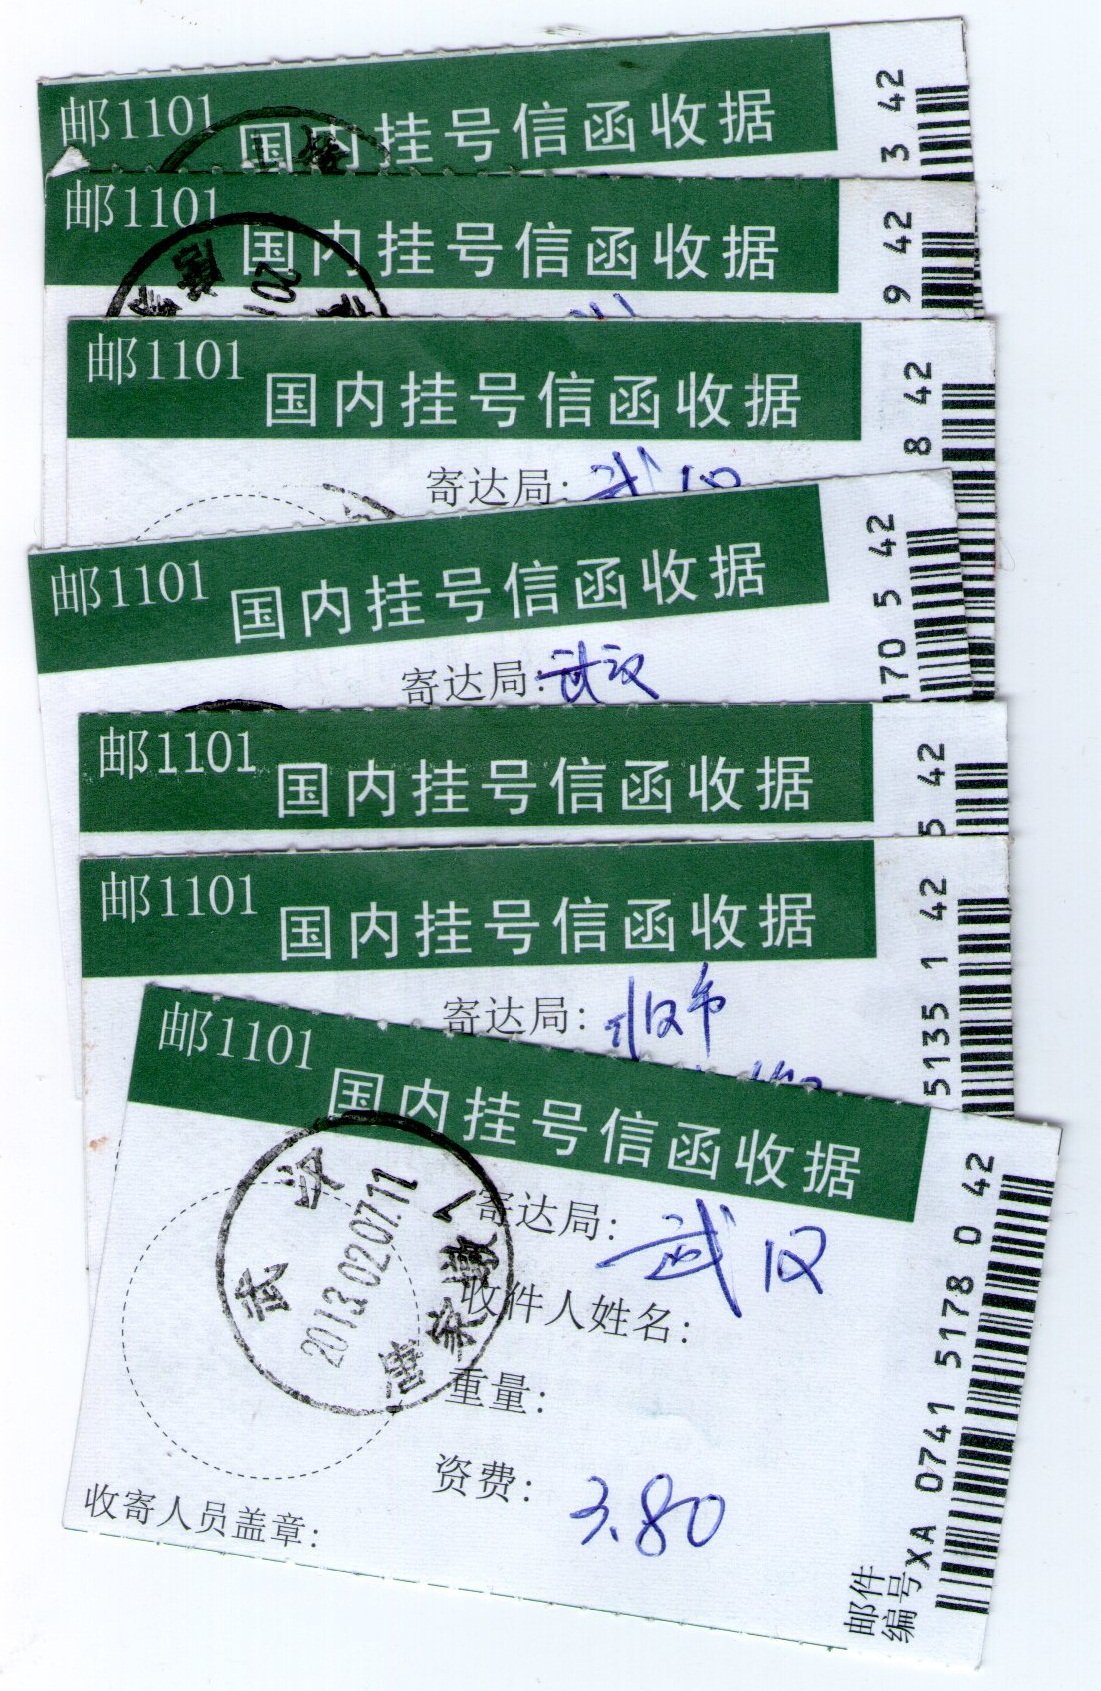 邮1101
国内挂号信函收据
3 42
邮1101
国内挂号信函收据
9 42
邮1101
国内挂号信函收据
8 42
寄达局: 武汉
邮1101
国内挂号信函收据
170 5 42
寄达局: 武汉
邮1101
国内挂号信函收据
5 42
邮1101
国内挂号信函收据
5135 1 42
寄达局:
邮1101
国内挂号信函收据
武汉
2013.02.07.11
寄达局: 武汉
收件人姓名:
重量:
资费: 3.80
收寄人员盖章:
邮件
编号XA 0741 5178 0 42